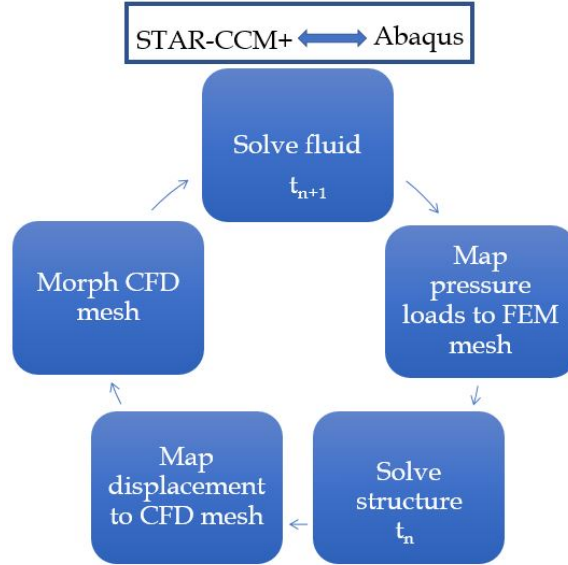 STAR-CCM+ Abaqus
Solve fluid
tₙ₊₁
Map
pressure
loads to FEM
mesh
Solve
structure
tₙ
Map
displacement
to CFD mesh
Morph CFD
mesh